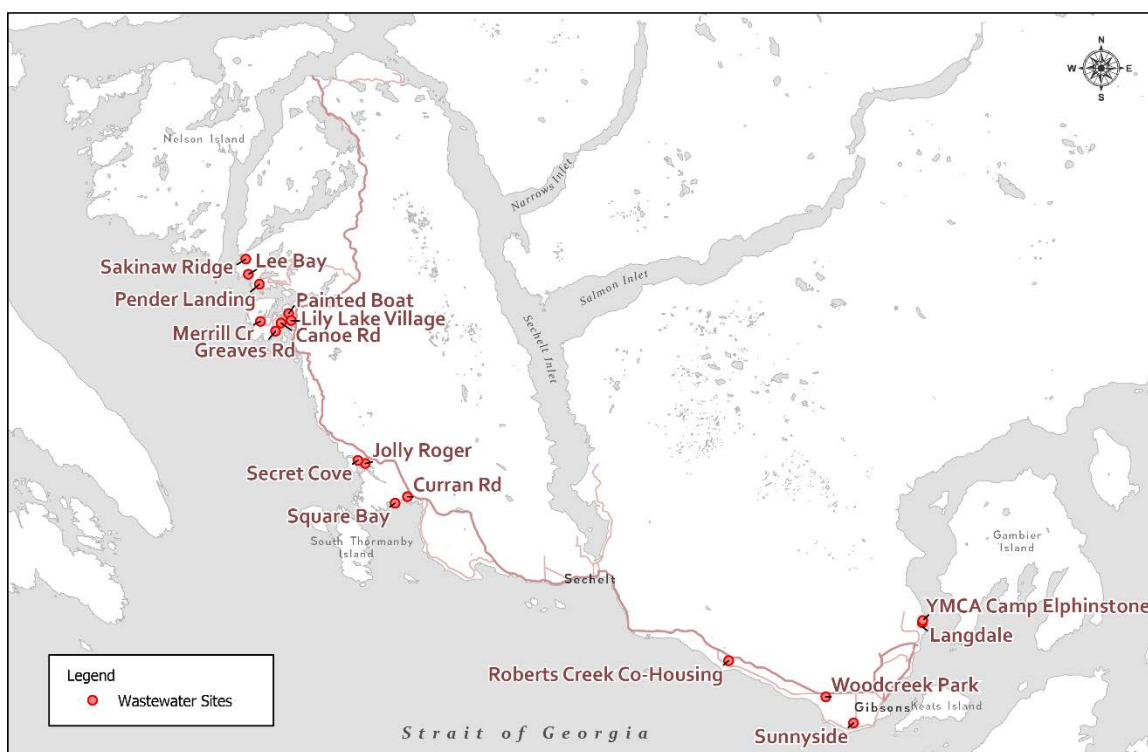 N
W E
S
Nelson Island
Narrows Inlet
Sakinaw Ridge
Lee Bay
Salmon Inlet
Pender Landing
Painted Boat
Lily Lake Village
Merrill Cr
Canoe Rd
Greaves Rd
Sechelt Inlet
Jolly Roger
Secret Cove
Curran Rd
Square Bay
South Thormanby
Island
Gambier
Island
Sechelt
YMCA Camp Elphinstone
Langdale
Roberts Creek Co-Housing
Woodcreek Park
Gibsons
Keats Island
Sunnyside
Legend
Wastewater Sites
Strait of Georgia